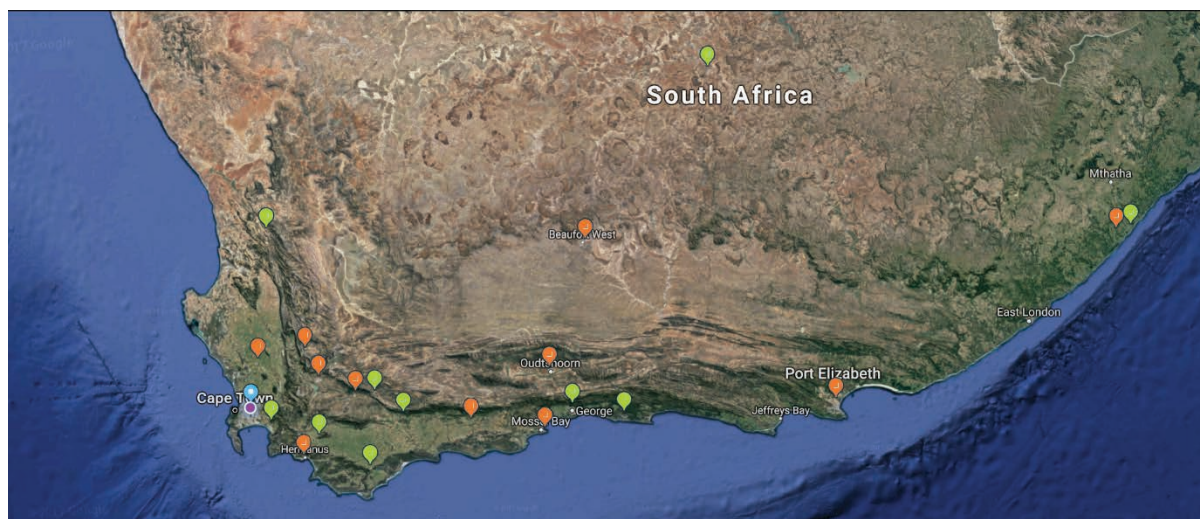 South Africa
Mthatha
Beaufort West
East London
Oudtshoorn
Port Elizabeth
Cape Town
George
Jeffreys Bay
Mossel Bay
Hermanus